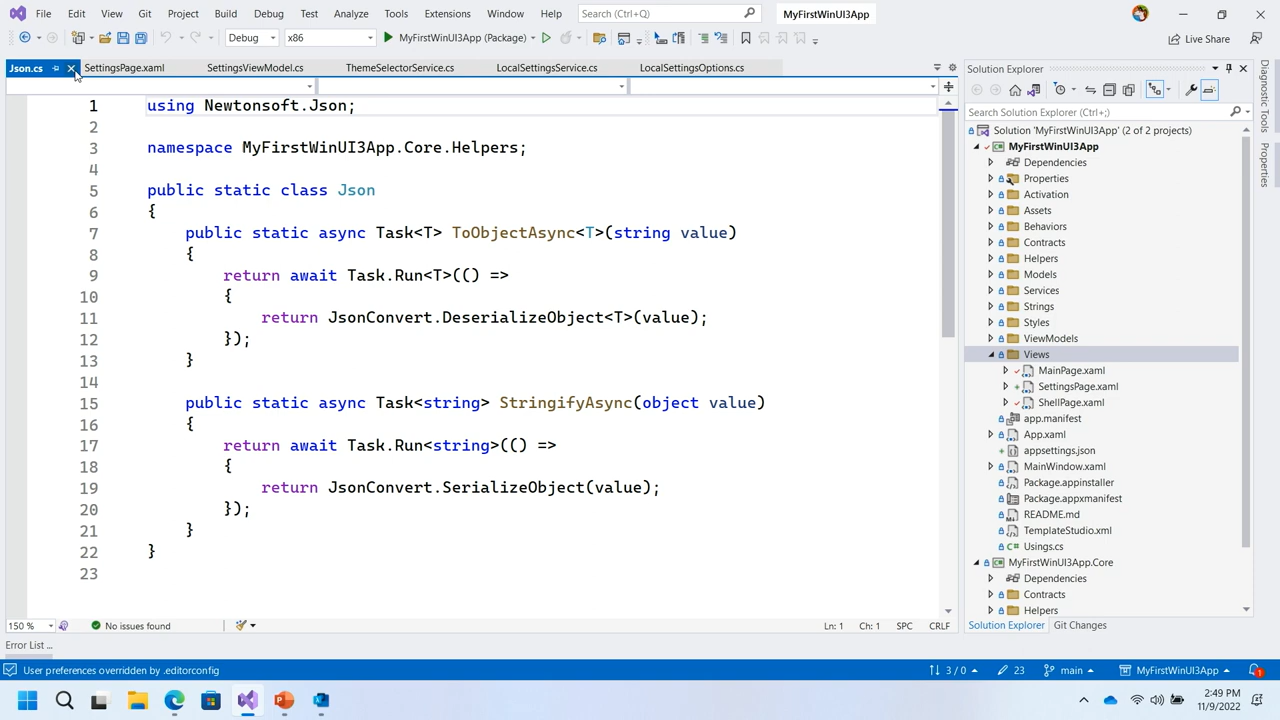 File Edit View Git Project Build Debug Test Analyze Tools Extensions Window Help Search (Ctrl+Q) MyFirstWinUI3App
Debug x86 MyFirstWinUI3App (Package) Live Share
Json.cs SettingsPage.xaml SettingsViewModel.cs ThemeSelectorService.cs LocalSettingsService.cs LocalSettingsOptions.cs
1 using Newtonsoft.Json;
2
3 namespace MyFirstWinUI3App.Core.Helpers;
4
5 public static class Json
6 {
7 public static async Task<T> ToObjectAsync<T>(string value)
8 {
9 return await Task.Run<T>(() =>
10 {
11 return JsonConvert.DeserializeObject<T>(value);
12 });
13 }
14
15 public static async Task<string> StringifyAsync(object value)
16 {
17 return await Task.Run<string>(() =>
18 {
19 return JsonConvert.SerializeObject(value);
20 });
21 }
22 }
23
150 % No issues found Ln: 1 Ch: 1 SPC CRLF
Error List ...
Solution Explorer
Search Solution Explorer (Ctrl+;)
Solution 'MyFirstWinUI3App' (2 of 2 projects)
MyFirstWinUI3App
Dependencies
Properties
Activation
Assets
Behaviors
Contracts
Helpers
Models
Services
Strings
Styles
ViewModels
Views
MainPage.xaml
SettingsPage.xaml
ShellPage.xaml
app.manifest
App.xaml
appsettings.json
MainWindow.xaml
Package.appinstaller
Package.appxmanifest
README.md
TemplateStudio.xml
Usings.cs
MyFirstWinUI3App.Core
Dependencies
Contracts
Helpers
Solution Explorer Git Changes
Diagnostic Tools
Properties
User preferences overridden by .editorconfig 3 / 0 23 main MyFirstWinUI3App 1
2:49 PM
11/9/2022